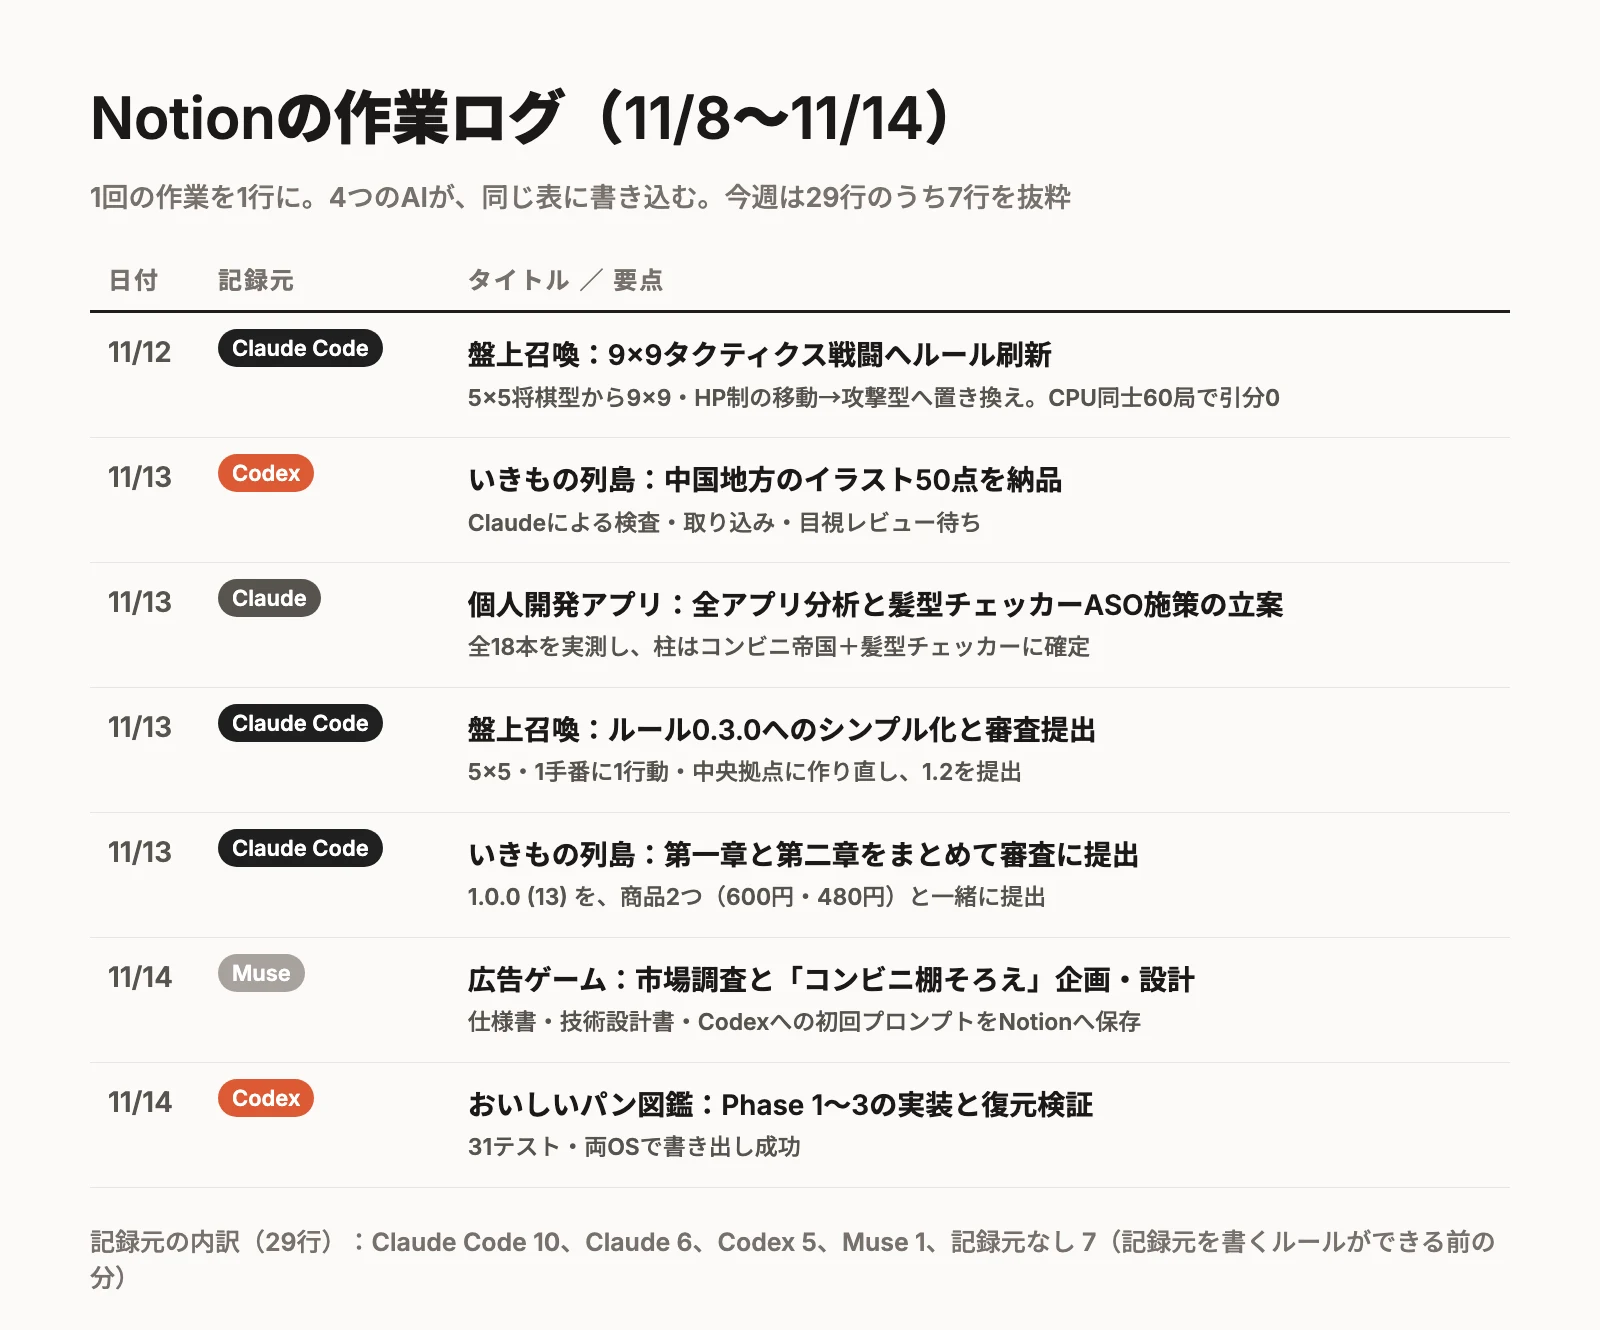 Notionの作業ログ（11/8〜11/14）
1回の作業を1行に。4つのAIが、同じ表に書き込む。今週は29行のうち7行を抜粋
日付 記録元 タイトル ／ 要点
11/12 Claude Code 盤上召喚：9×9タクティクス戦闘へルール刷新
5×5将棋型から9×9・HP制の移動→攻撃型へ置き換え。CPU同士60局で引分0
11/13 Codex いきもの列島：中国地方のイラスト50点を納品
Claudeによる検査・取り込み・目視レビュー待ち
11/13 Claude 個人開発アプリ：全アプリ分析と髪型チェッカーASO施策の立案
全18本を実測し、柱はコンビニ帝国＋髪型チェッカーに確定
11/13 Claude Code 盤上召喚：ルール0.3.0へのシンプル化と審査提出
5×5・1手番に1行動・中央拠点に作り直し、1.2を提出
11/13 Claude Code いきもの列島：第一章と第二章をまとめて審査に提出
1.0.0 (13) を、商品2つ（600円・480円）と一緒に提出
11/14 Muse 広告ゲーム：市場調査と「コンビニ棚そろえ」企画・設計
仕様書・技術設計書・Codexへの初回プロンプトをNotionへ保存
11/14 Codex おいしいパン図鑑：Phase 1〜3の実装と復元検証
31テスト・両OSで書き出し成功
記録元の内訳（29行）：Claude Code 10、Claude 6、Codex 5、Muse 1、記録元なし 7（記録元を書くルールができる前の
分）